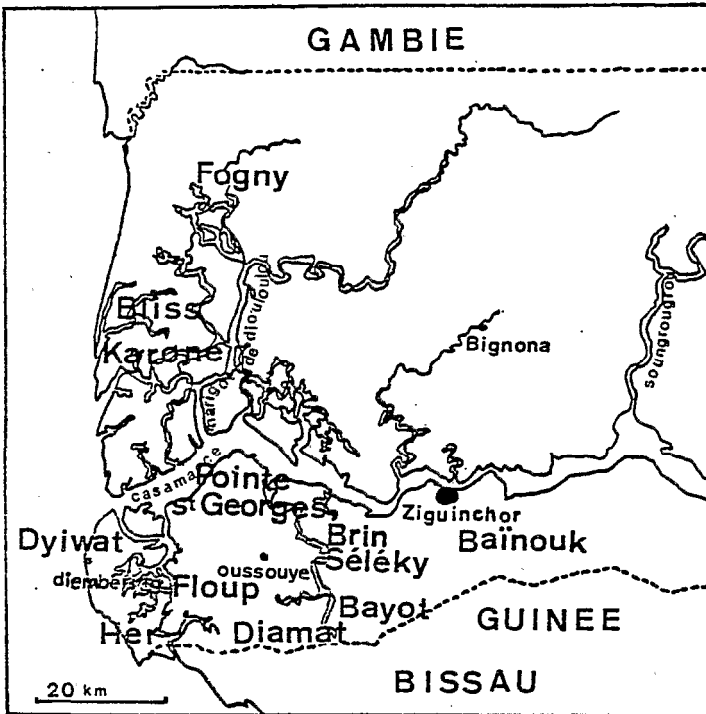 GAMBIE
Fogny
Bliss
Karone
marigot de diouloulou
soungrougrou
Bignona
casamance
Pointe
st Georges
Ziguinchor
Baïnouk
Dyiwat
Brin
Séléky
oussouye
diembering
Floup
Bayot
Her
Diamat
GUINEE
BISSAU
20 km